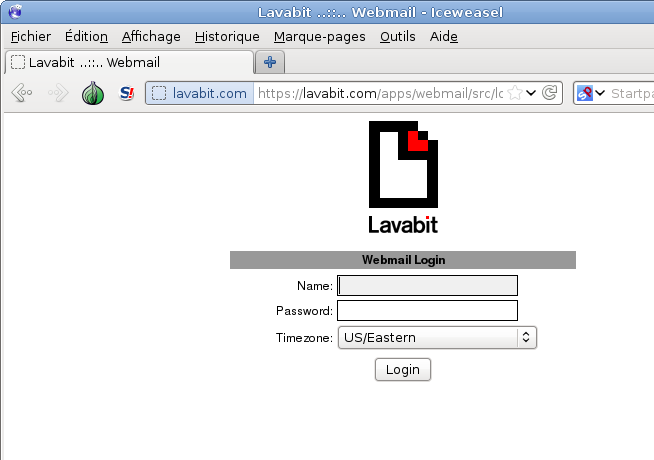 Lavabit ..::.. Webmail - Iceweasel
Fichier Édition Affichage Historique Marque-pages Outils Aide
Lavabit ..::.. Webmail
S! lavabit.com https://lavabit.com/apps/webmail/src/lo Startpa
Lavabit
Webmail Login
Name:
Password:
Timezone: US/Eastern
Login